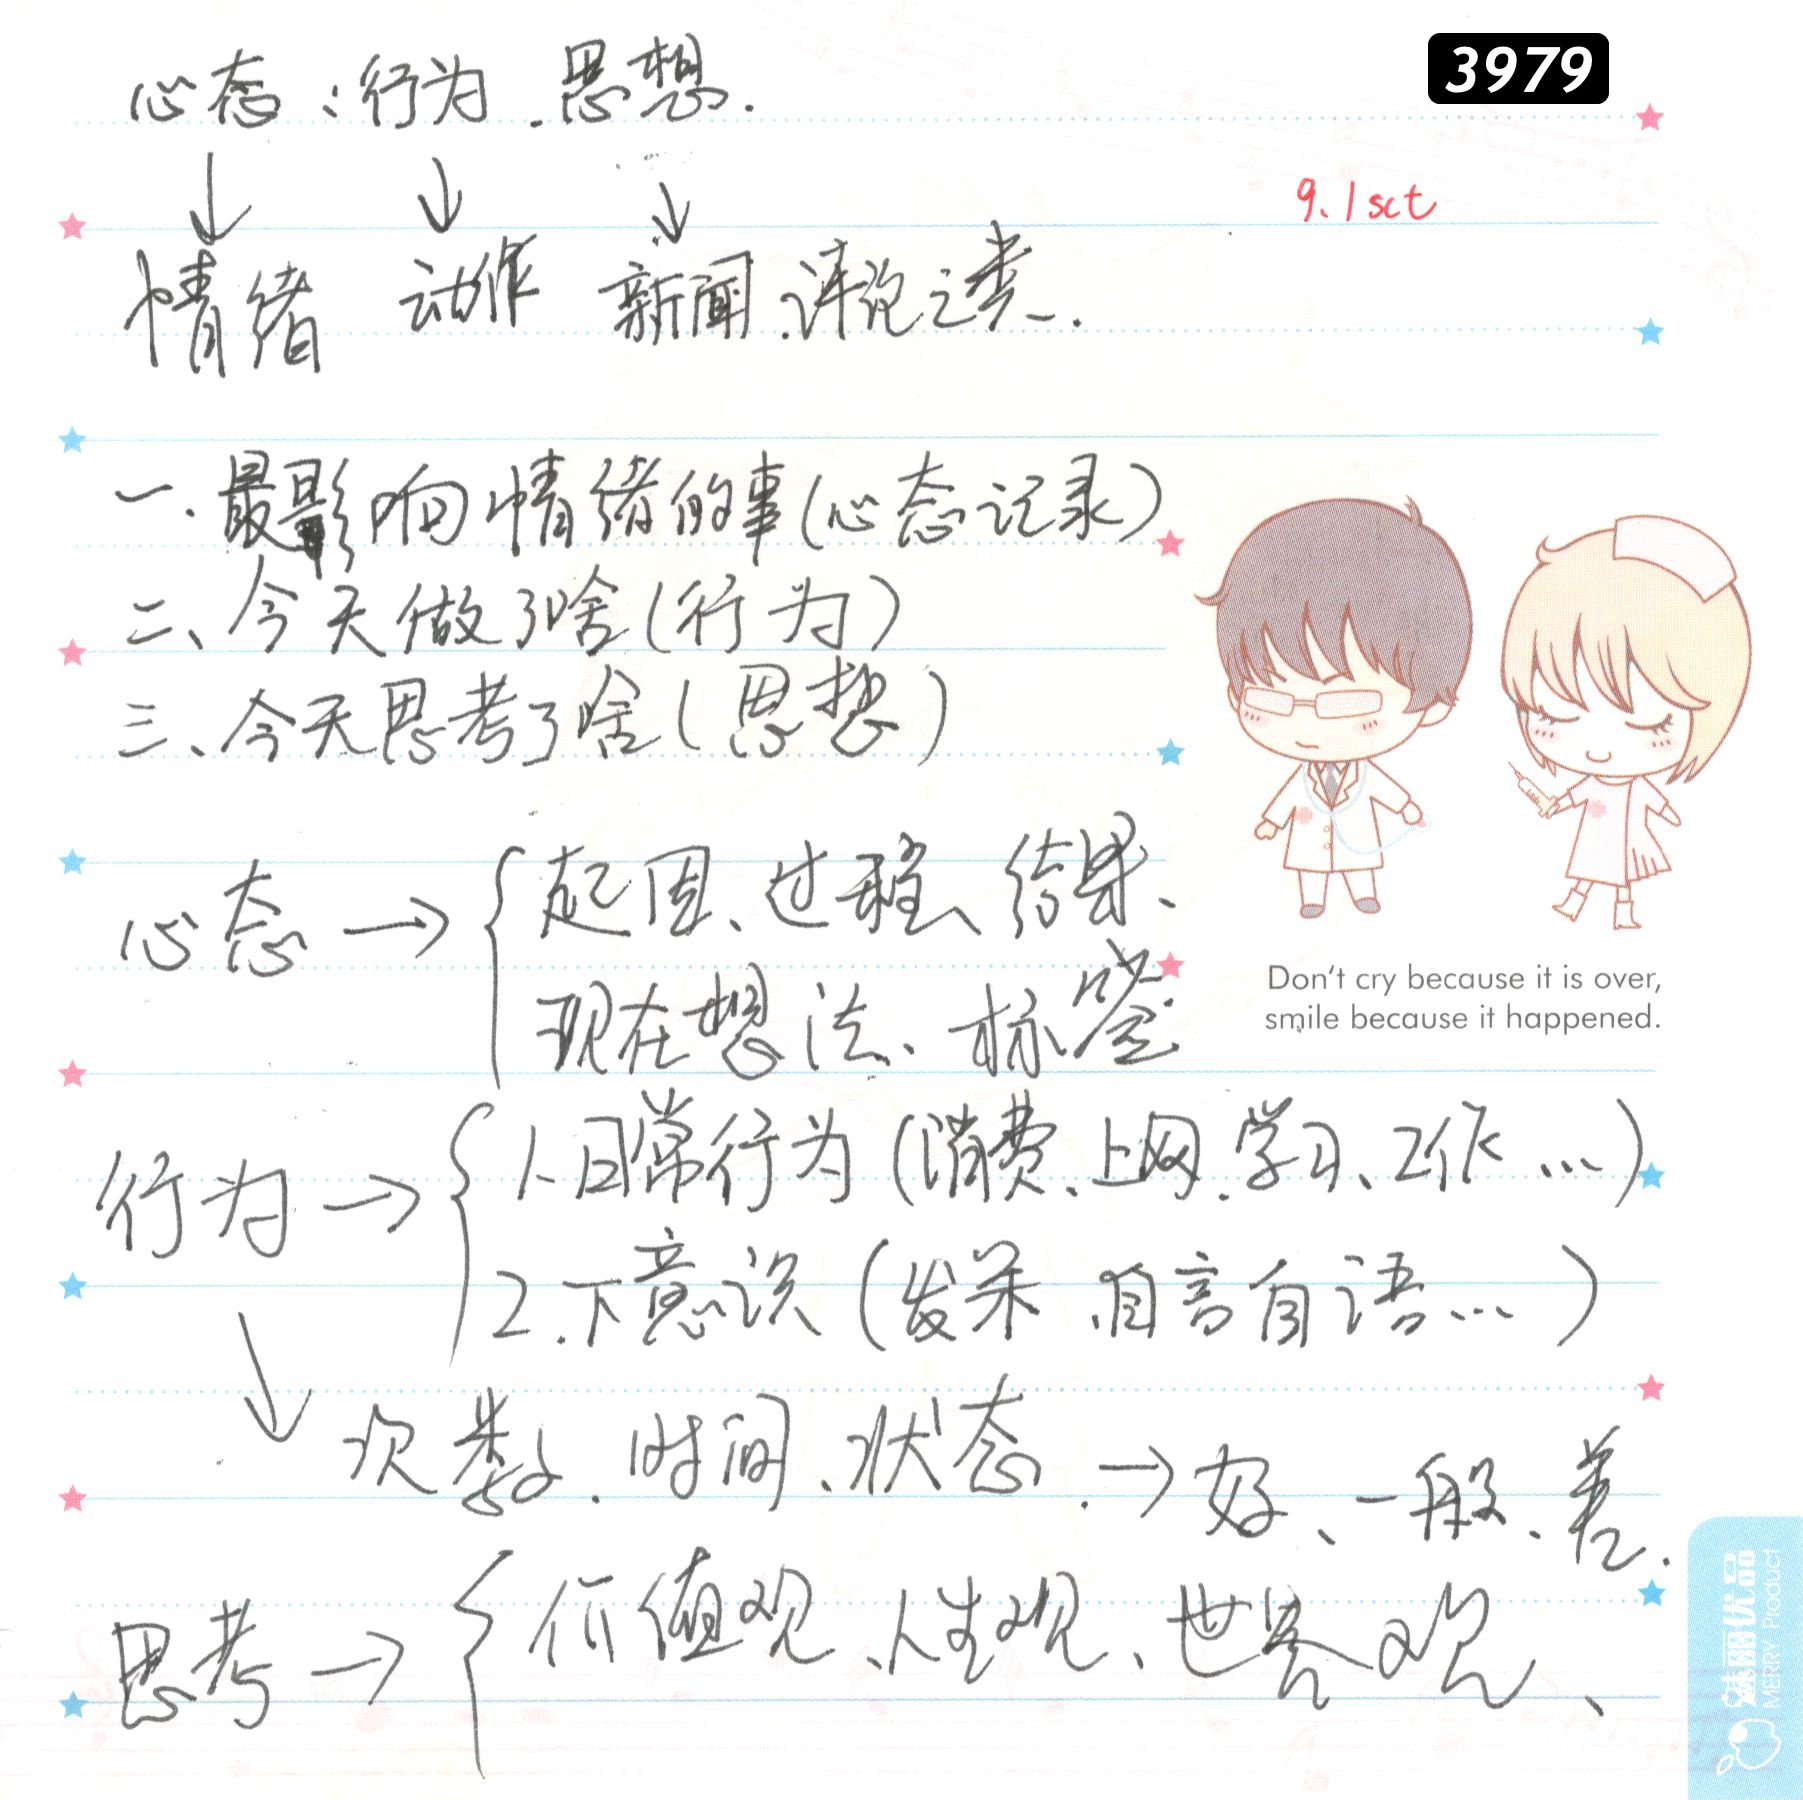 3979
心态:行为.思想.
9.1 sct
↓ ↓ ↓
情绪 动作 新闻.评论之类.
一.最影响情绪的事(心态记录)
二、今天做了啥(行为)
三、今天思考了啥(思想)
心态→{起因、过程、结果、
现在想法、标签
Don't cry because it is over,
smile because it happened.
行为→{1.日常行为(消费、上网.学习、工作...)
2.下意识(发呆.自言自语...)
↓次数.时间、状态.→好、一般、差.
思考→{价值观、人生观、世界观、
魅丽优品
MERRY PRODUCT